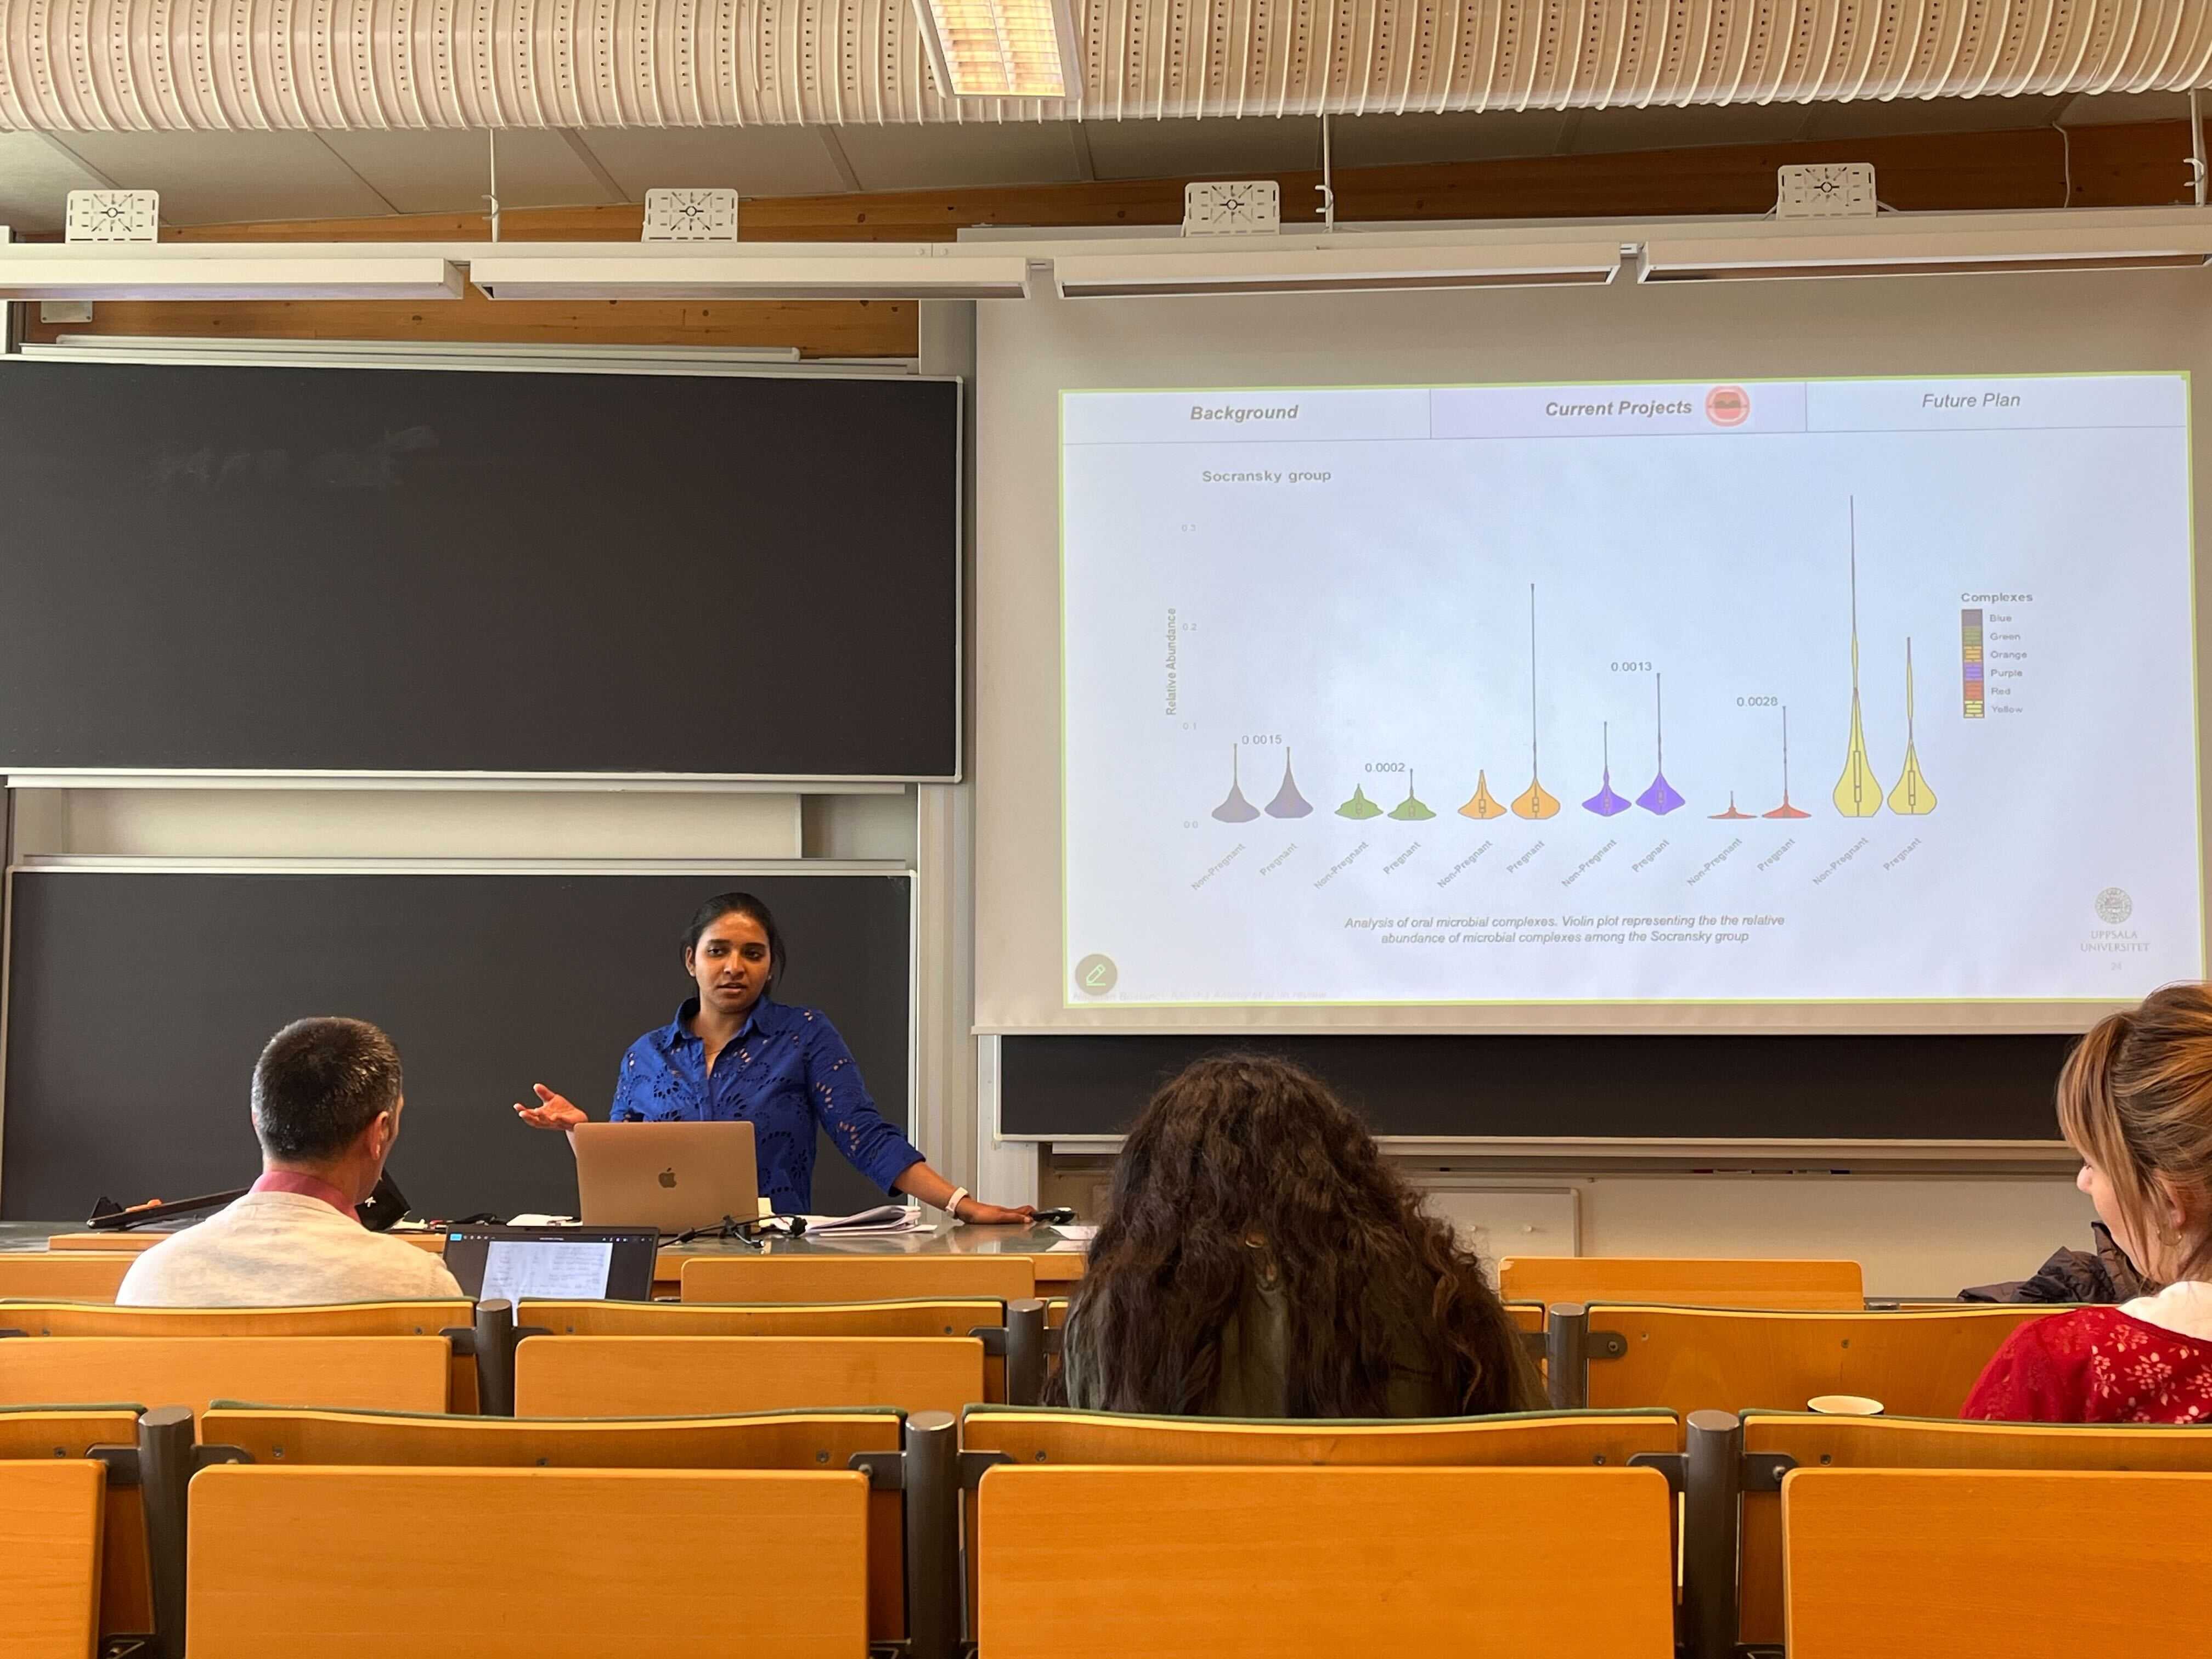 Background
Current Projects
Future Plan
Socransky group
Relative Abundance
0.3
0.2
0.1
0.0
0.0015
0.0002
0.0013
0.0028
Non-Pregnant
Pregnant
Non-Pregnant
Pregnant
Non-Pregnant
Pregnant
Non-Pregnant
Pregnant
Non-Pregnant
Pregnant
Non-Pregnant
Pregnant
Complexes
Blue
Green
Orange
Purple
Red
Yellow
Analysis of oral microbial complexes. Violin plot representing the the relative
abundance of microbial complexes among the Socransky group
UPPSALA
UNIVERSITET
24